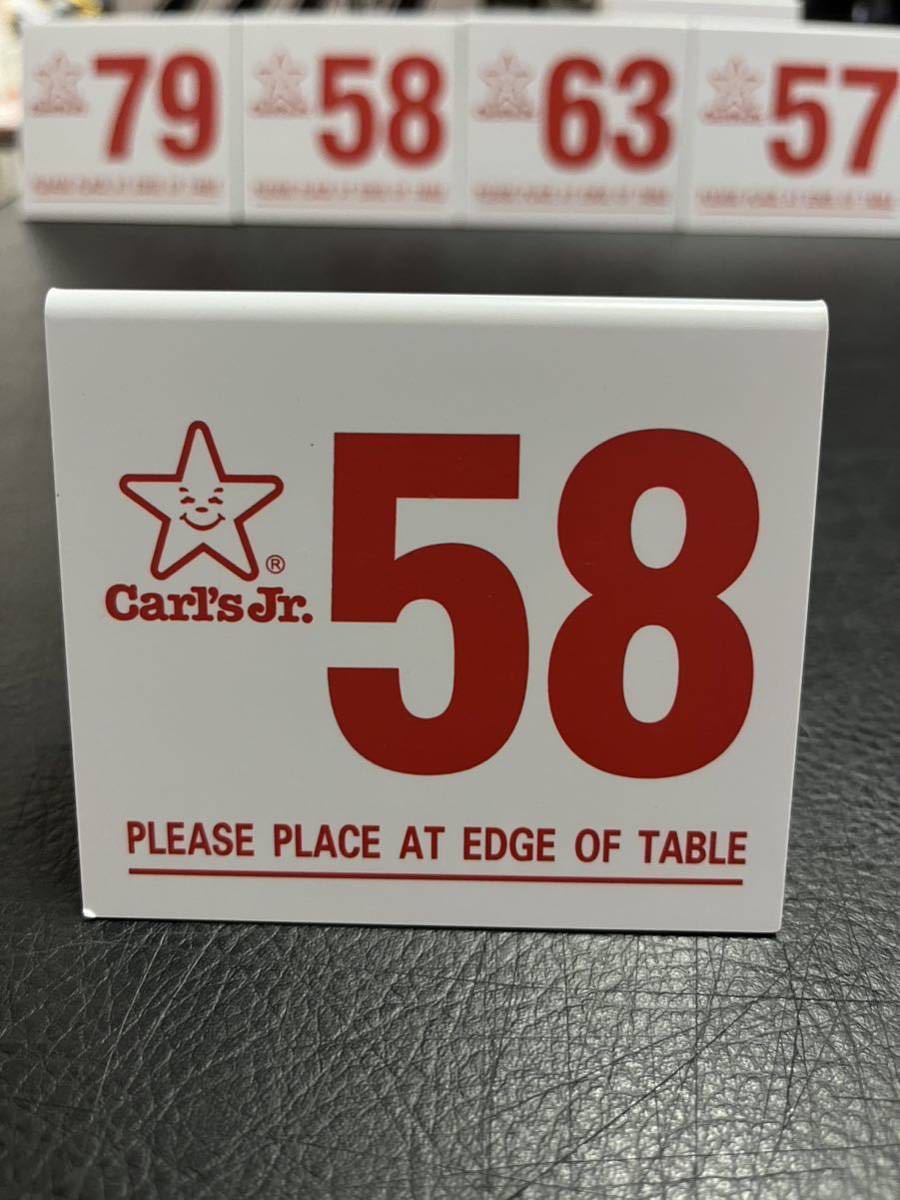 79 58 63 57
58
®
Carl's Jr.
PLEASE PLACE AT EDGE OF TABLE